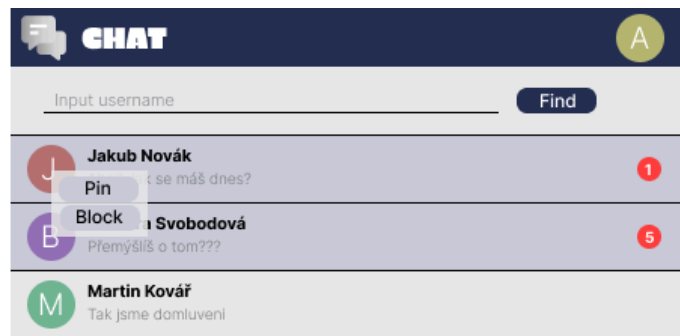 CHAT
A
Input username
Find
J
Jakub Novák
se máš dnes?
1
Pin
Block
Svobodová
B
Přemýšlíš o tom???
5
M
Martin Kovář
Tak jsme domluveni